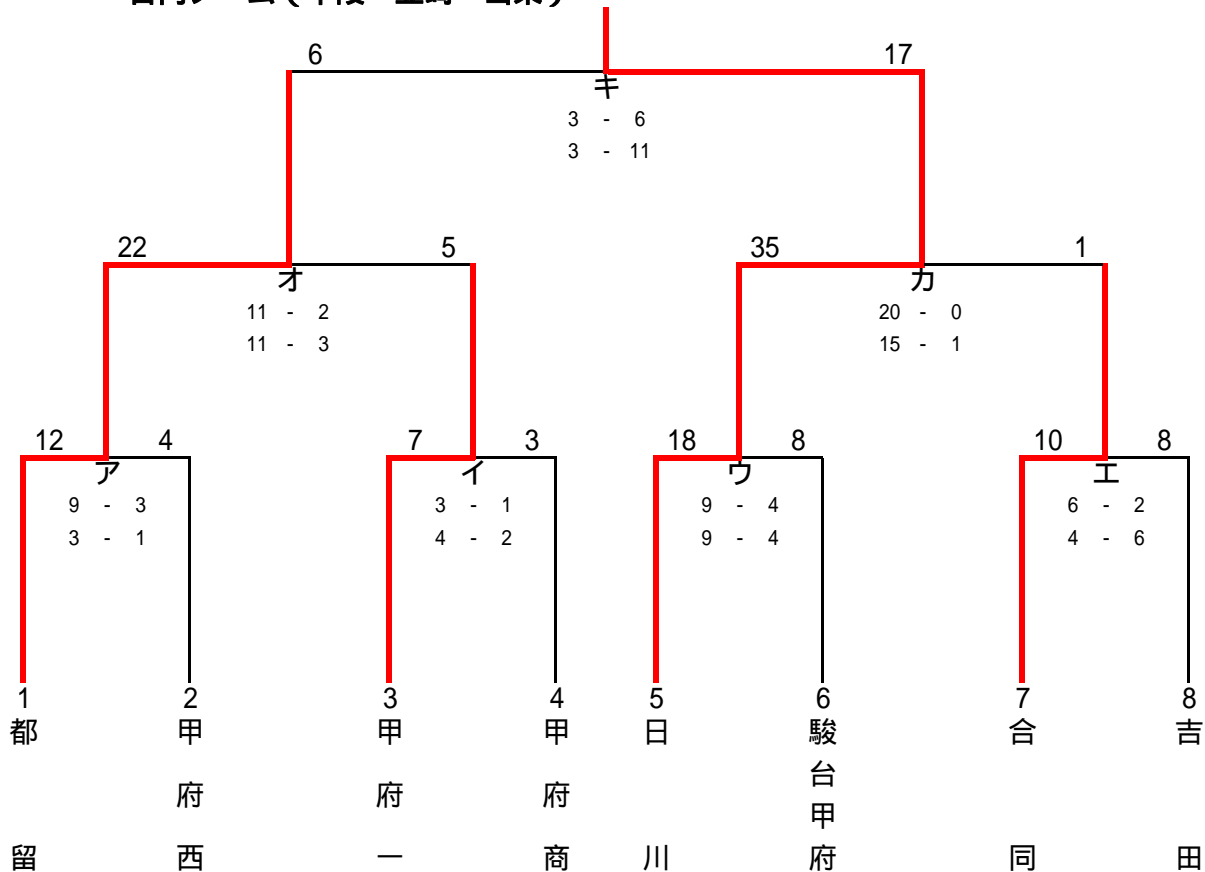 6 17
キ
3 - 6
3 - 11
22 5 35 1
オ カ
11 - 2 20 - 0
11 - 3 15 - 1
12 4 7 3 18 8 10 8
ア イ ウ エ
9 - 3 3 - 1 9 - 4 6 - 2
3 - 1 4 - 2 9 - 4 4 - 6
1 2 3 4 5 6 7 8
都留
甲府西
甲府一
甲府商
日川
駿台甲府
合同
吉田